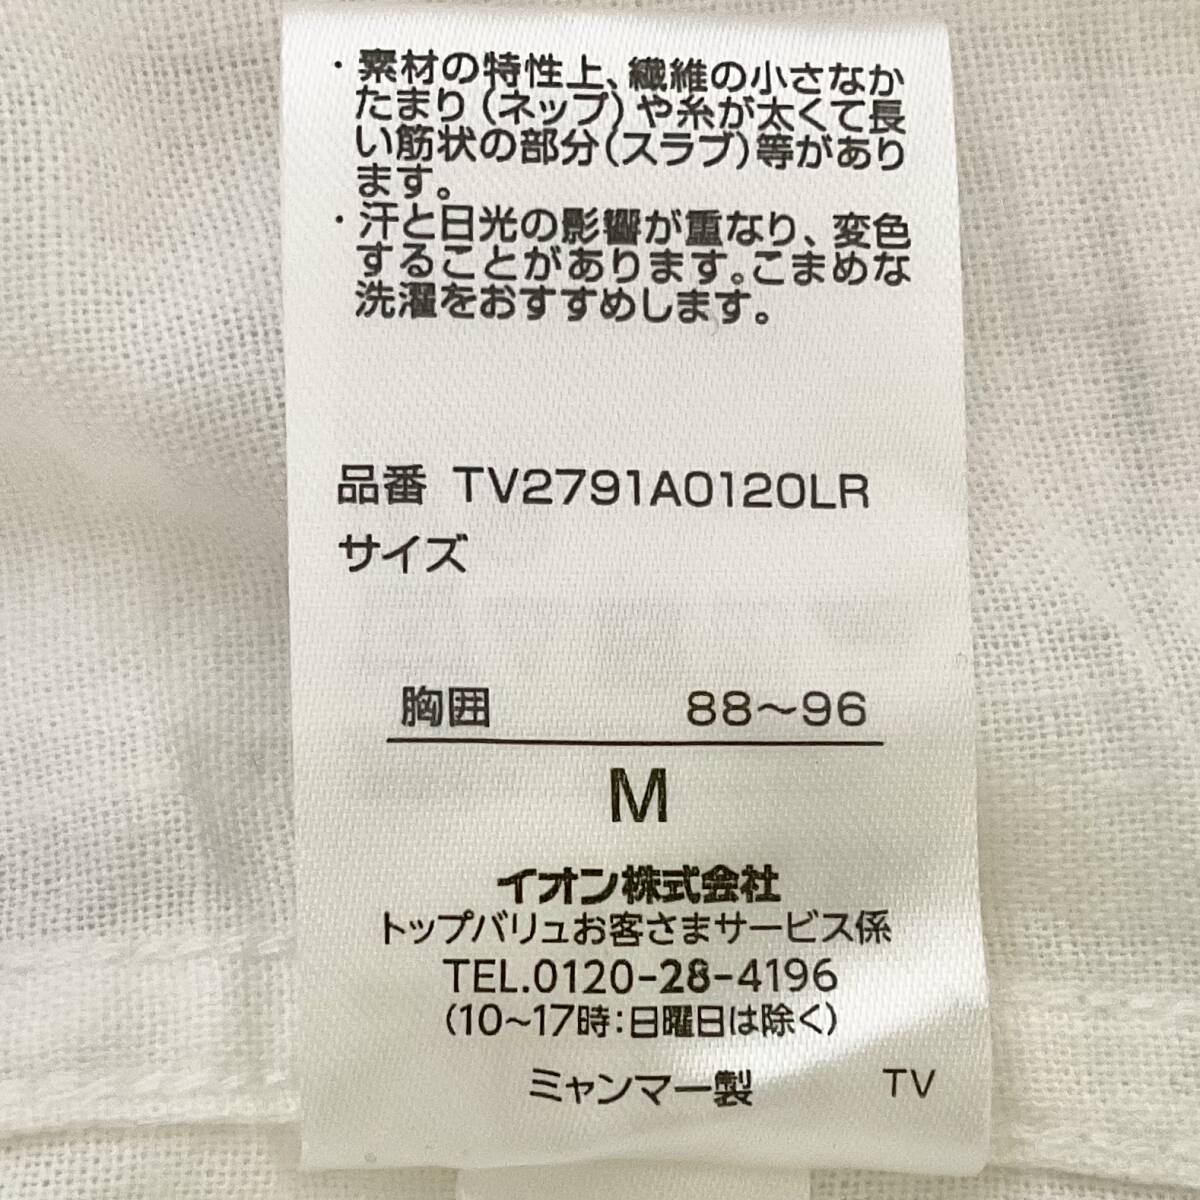 ・素材の特性上、繊維の小さなか
たまり(ネップ)や糸が太くて長
い筋状の部分(スラブ)等があり
ます。
・汗と日光の影響が重なり、変色
することがあります。こまめな
洗濯をおすすめします。
品番 TV2791A0120LR
サイズ
胸囲 88～96
M
イオン株式会社
トップバリュお客さまサービス係
TEL.0120-28-4196
(10～17時:日曜日は除く)
ミャンマー製 TV